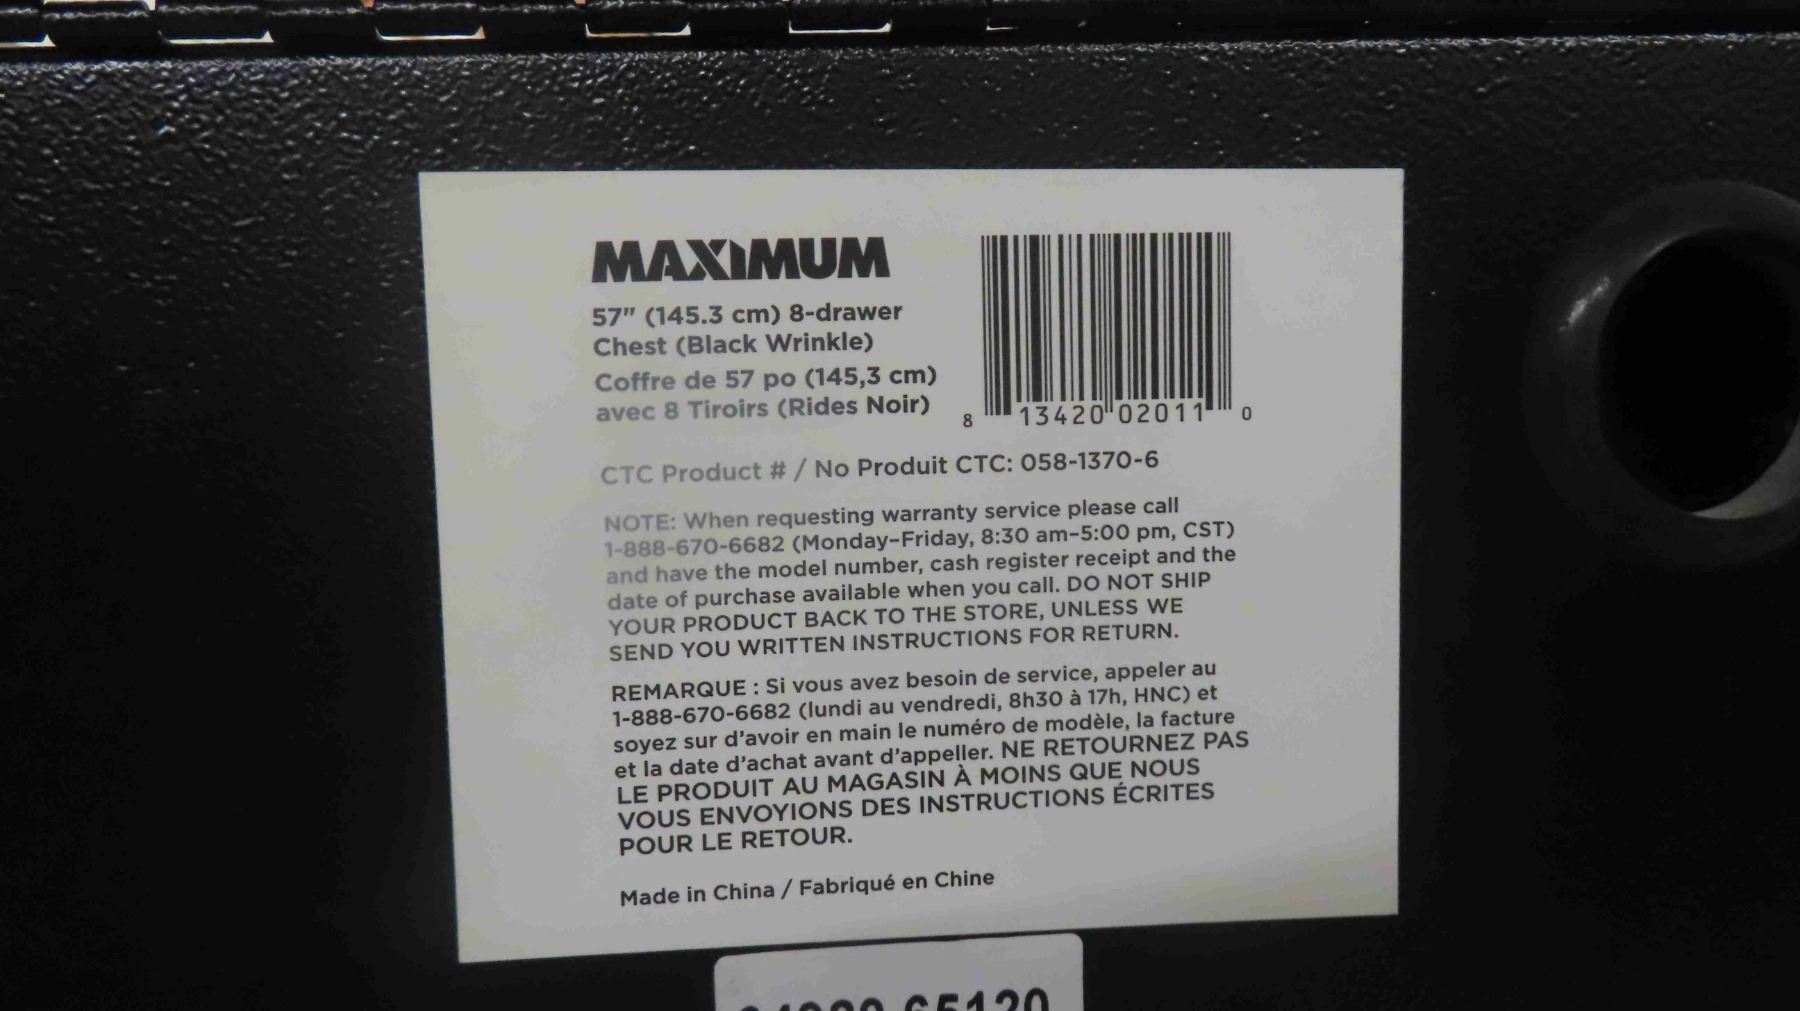 MAXIMUM
57" (145.3 cm) 8-drawer
Chest (Black Wrinkle)
Coffre de 57 po (145,3 cm)
avec 8 Tiroirs (Rides Noir)
8 13420 02011 0
CTC Product # / No Produit CTC: 058-1370-6
NOTE: When requesting warranty service please call
1-888-670-6682 (Monday–Friday, 8:30 am–5:00 pm, CST)
and have the model number, cash register receipt and the
date of purchase available when you call. DO NOT SHIP
YOUR PRODUCT BACK TO THE STORE, UNLESS WE
SEND YOU WRITTEN INSTRUCTIONS FOR RETURN.
REMARQUE : Si vous avez besoin de service, appeler au
1-888-670-6682 (lundi au vendredi, 8h30 à 17h, HNC) et
soyez sur d'avoir en main le numéro de modèle, la facture
et la date d'achat avant d'appeller. NE RETOURNEZ PAS
LE PRODUIT AU MAGASIN À MOINS QUE NOUS
VOUS ENVOYIONS DES INSTRUCTIONS ÉCRITES
POUR LE RETOUR.
Made in China / Fabriqué en Chine